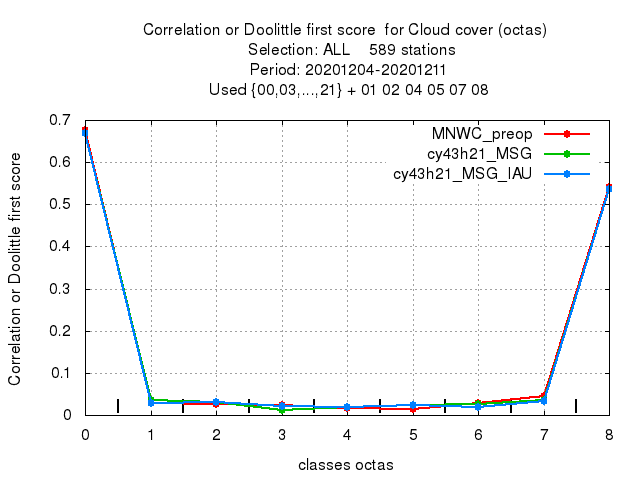 Correlation or Doolittle first score  for Cloud cover (octas)
Selection: ALL    589 stations
Period: 20201204-20201211
Used {00,03,...,21} + 01 02 04 05 07 08
Correlation or Doolittle first score
0.7
0.6
0.5
0.4
0.3
0.2
0.1
0
MNWC_preop
cy43h21_MSG
cy43h21_MSG_IAU
0 1 2 3 4 5 6 7 8
classes octas